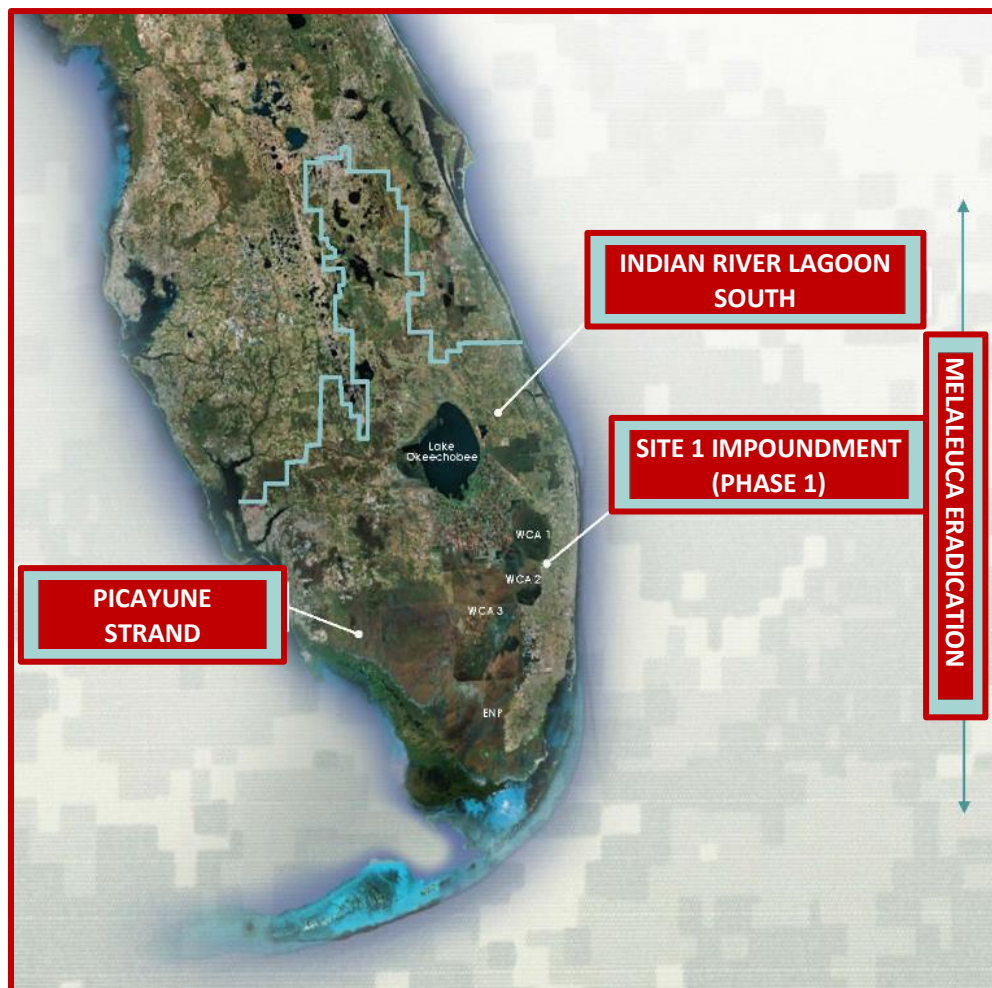 INDIAN RIVER LAGOON
SOUTH
MELALEUCA ERADICATION
SITE 1 IMPOUNDMENT
(PHASE 1)
Lake
Okeechobee
WCA 1
WCA 2
PICAYUNE
STRAND
WCA 3
ENP